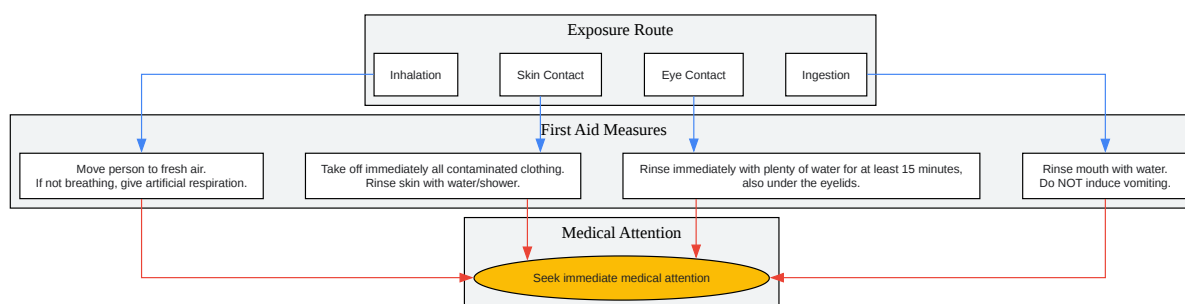 Exposure Route
Inhalation
Skin Contact
Eye Contact
Ingestion
First Aid Measures
Move person to fresh air.
If not breathing, give artificial respiration.
Take off immediately all contaminated clothing.
Rinse skin with water/shower.
Rinse immediately with plenty of water for at least 15 minutes,
also under the eyelids.
Rinse mouth with water.
Do NOT induce vomiting.
Medical Attention
Seek immediate medical attention